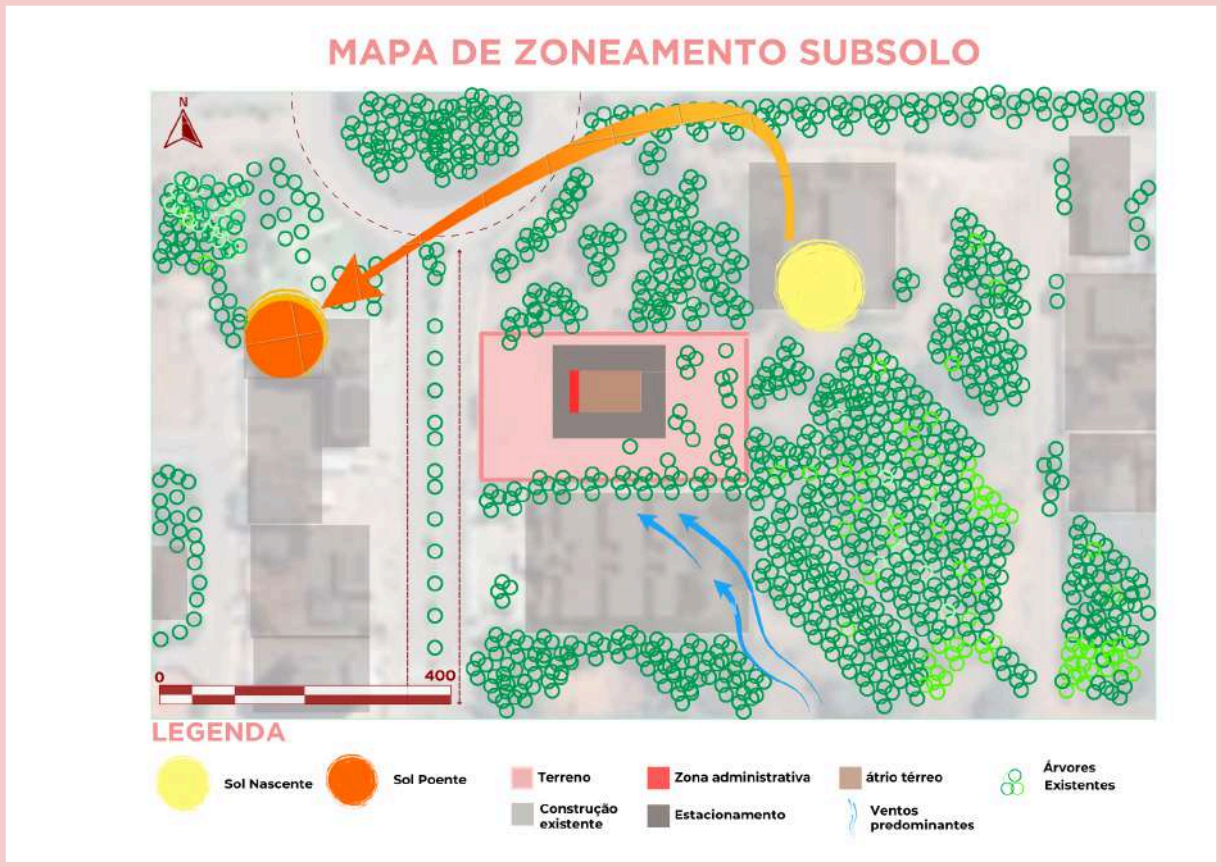 MAPA DE ZONEAMENTO SUBSOLO
N
0
400
LEGENDA
Sol Nascente
Sol Poente
Terreno
Zona administrativa
átrio térreo
Árvores
Existentes
Construção
existente
Estacionamento
Ventos
predominantes